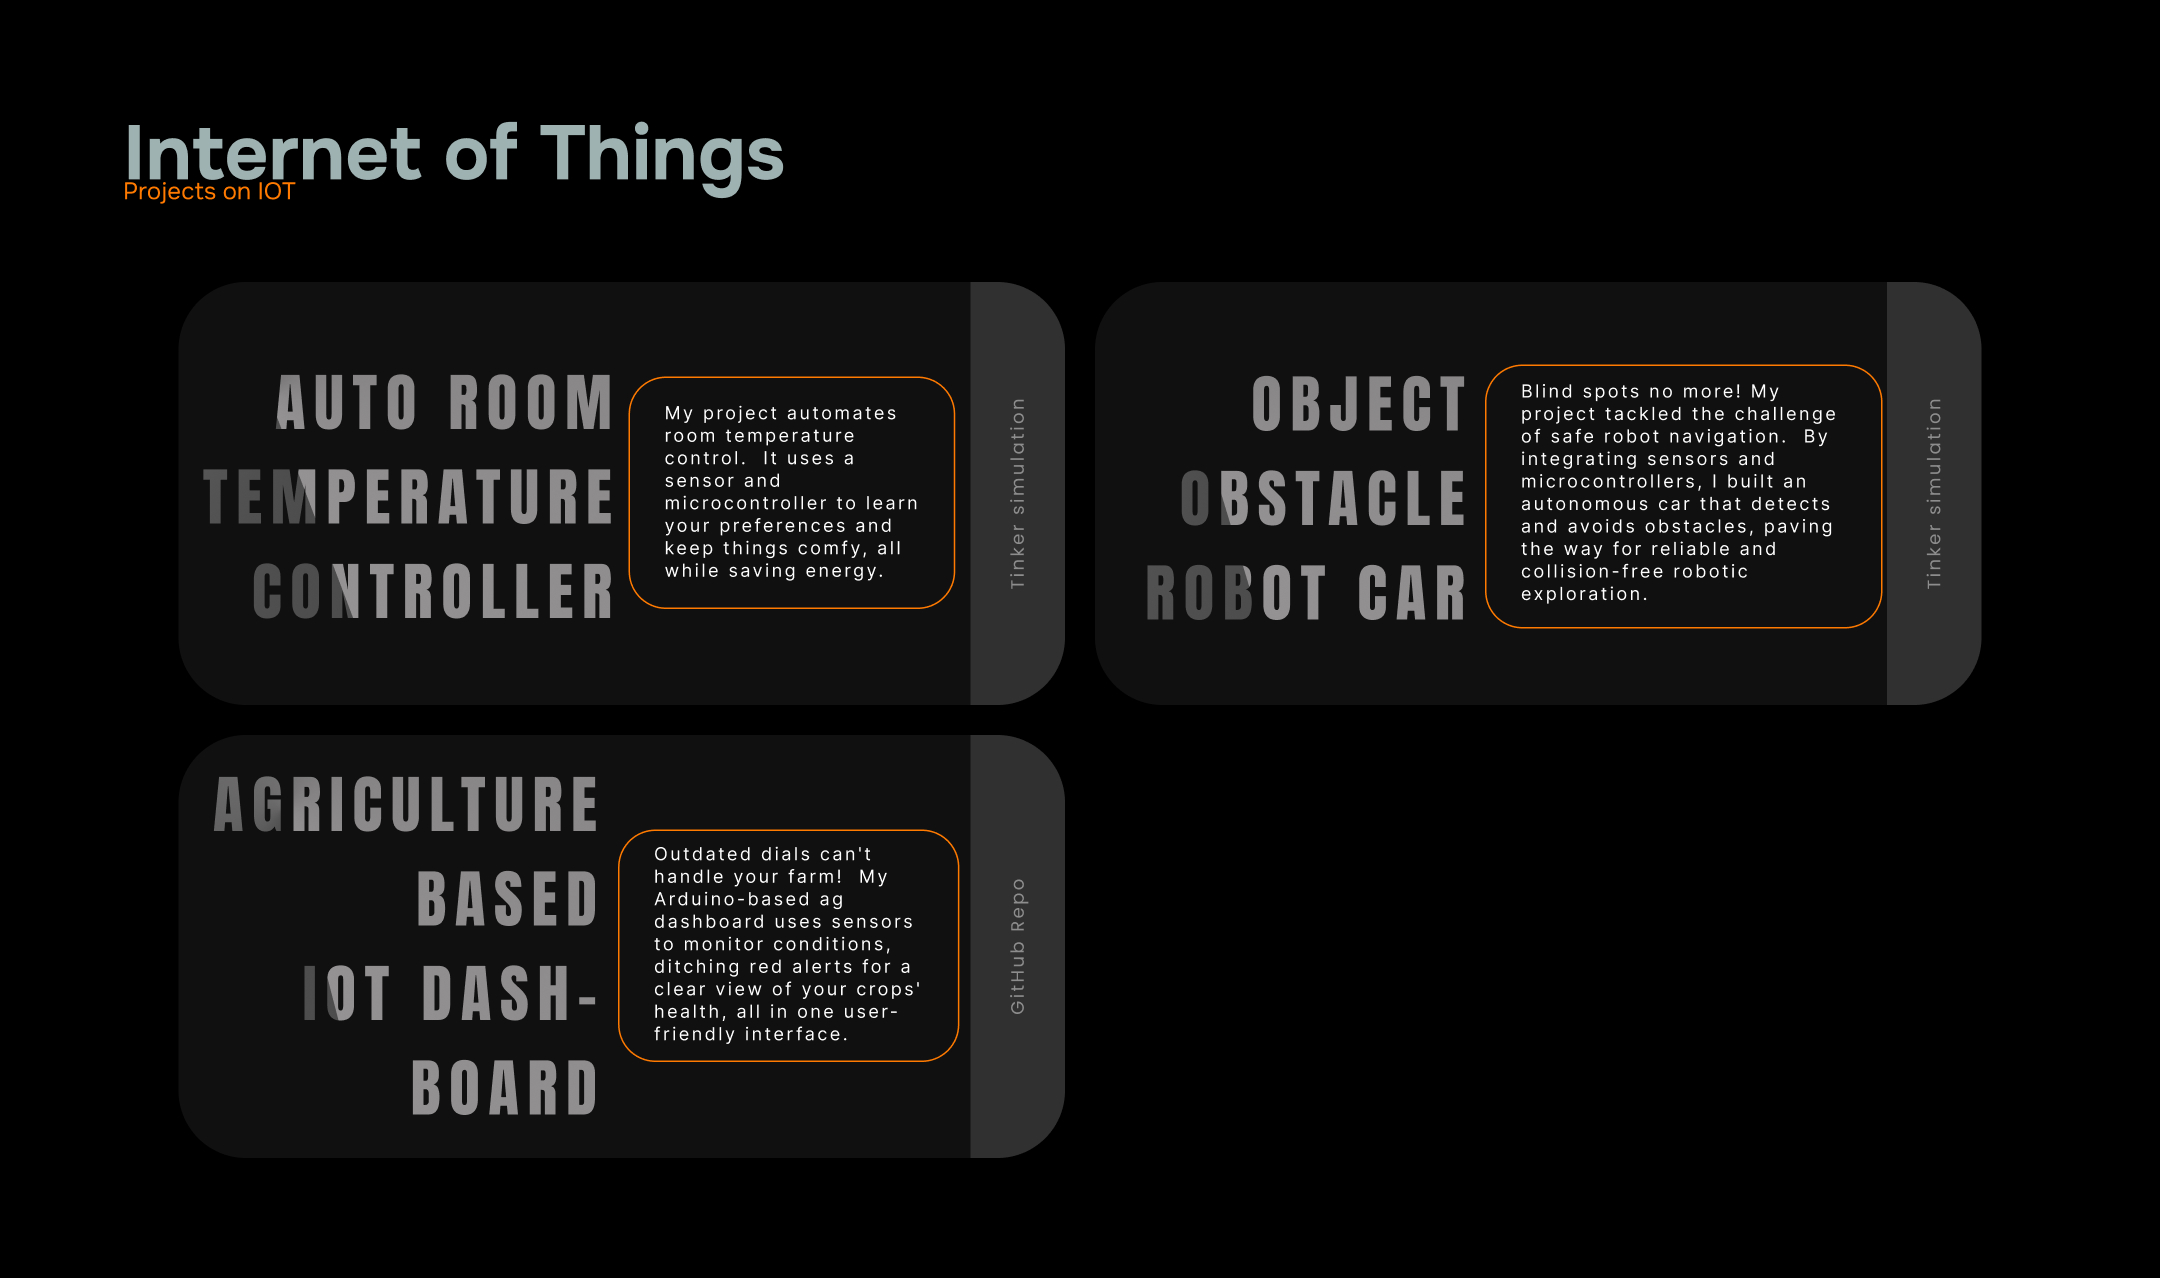 Internet of Things
Projects on IOT
AUTO ROOM
TEMPERATURE
CONTROLLER
My project automates
room temperature
control.  It uses a
sensor and
microcontroller to learn
your preferences and
keep things comfy, all
while saving energy.
Tinker simulation
OBJECT
OBSTACLE
ROBOT CAR
Blind spots no more! My
project tackled the challenge
of safe robot navigation.  By
integrating sensors and
microcontrollers, I built an
autonomous car that detects
and avoids obstacles, paving
the way for reliable and
collision-free robotic
exploration.
Tinker simulation
AGRICULTURE
BASED
IOT DASH-
BOARD
Outdated dials can't
handle your farm!  My
Arduino-based ag
dashboard uses sensors
to monitor conditions,
ditching red alerts for a
clear view of your crops'
health, all in one user-
friendly interface.
GitHub Repo